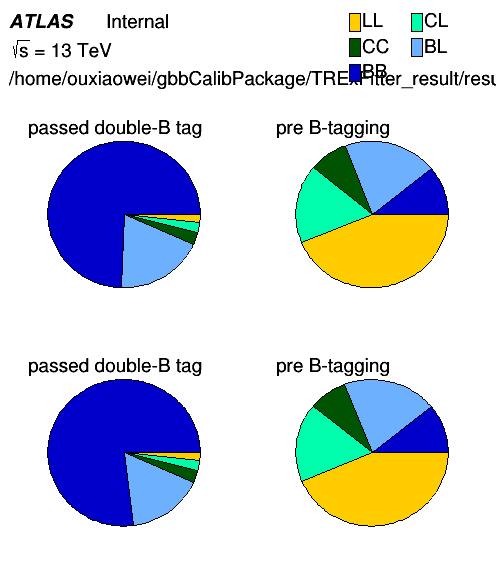 ATLAS Internal
√s = 13 TeV
/home/ouxiaowei/gbbCalibPackage/TRExFitter_result/resu
LL CL
CC BL
BB
passed double-B tag pre B-tagging
passed double-B tag pre B-tagging